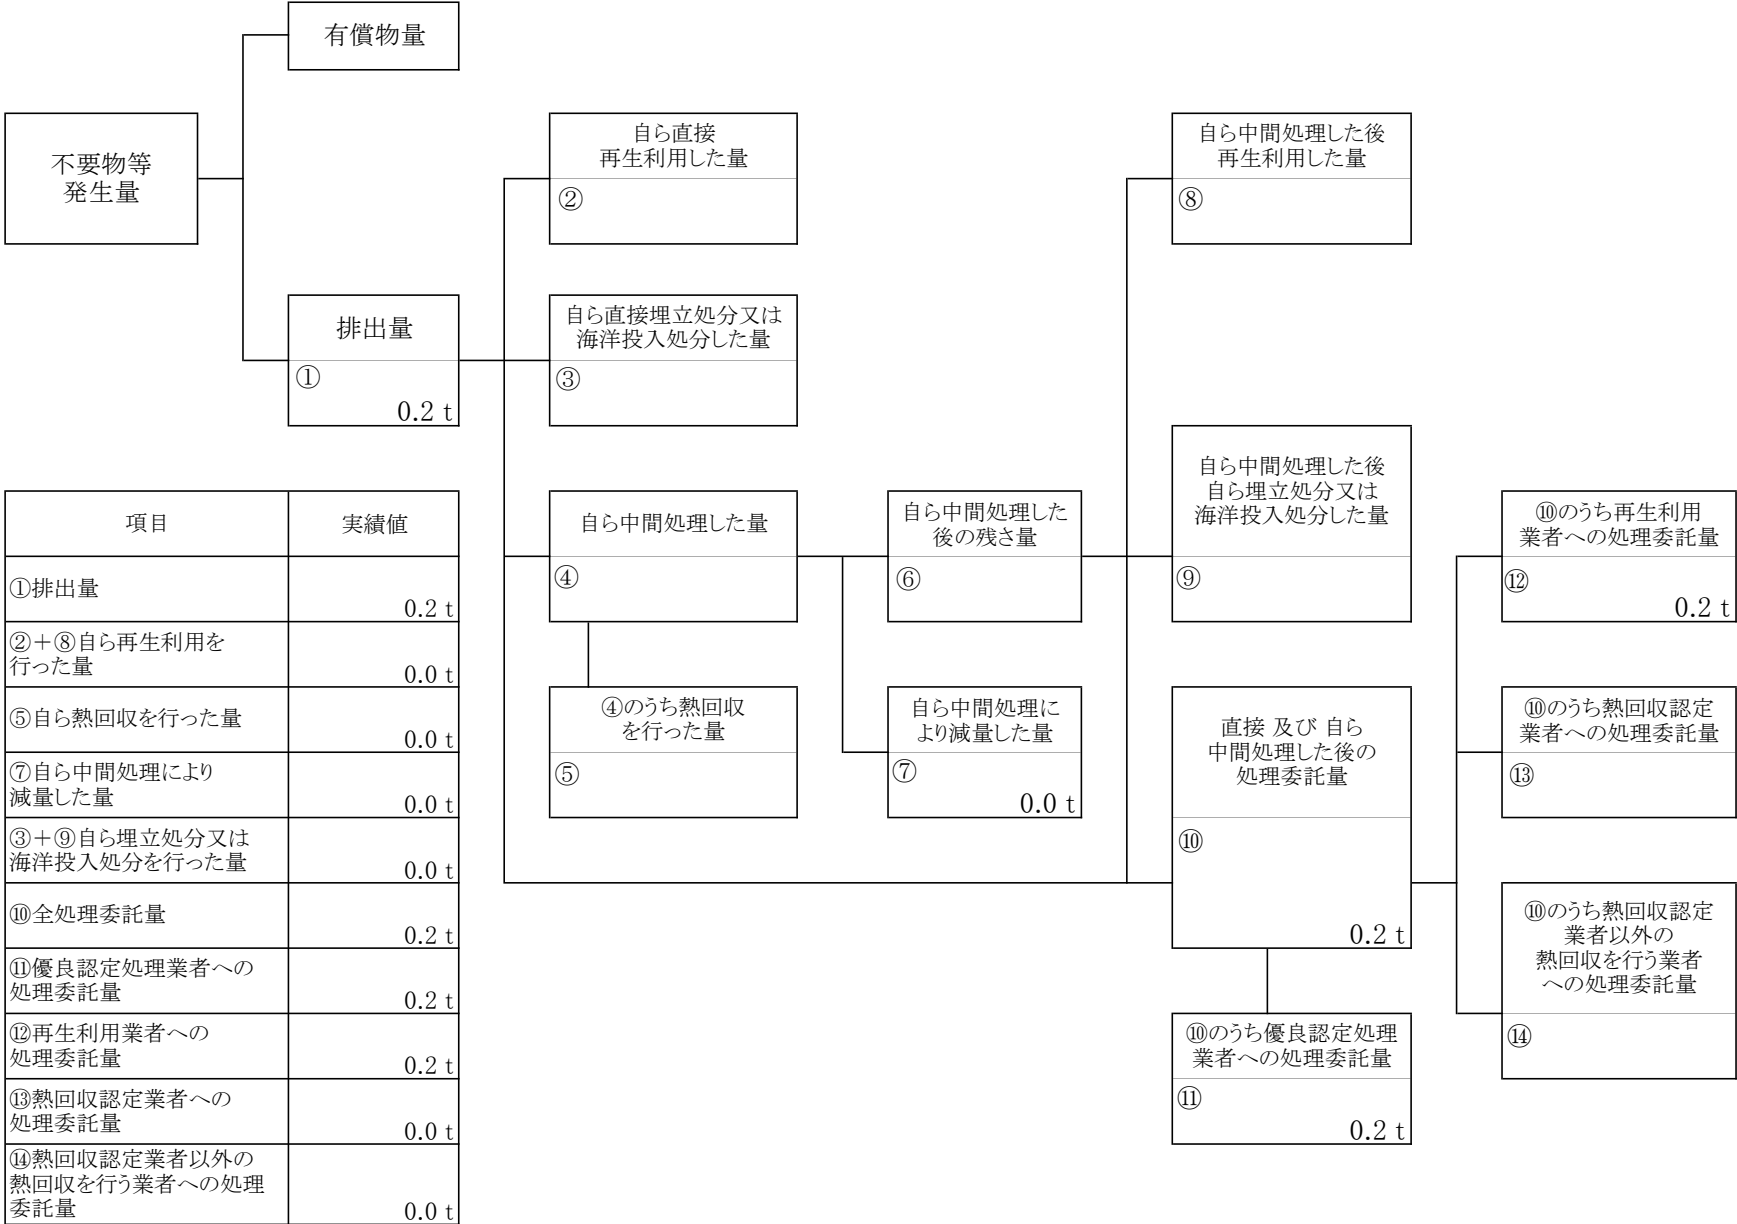 有償物量
不要物等
発生量
自ら直接
再生利用した量
②
自ら中間処理した後
再生利用した量
⑧
排出量
①
0.2 t
自ら直接埋立処分又は
海洋投入処分した量
③
自ら中間処理した量
④
自ら中間処理した
後の残さ量
⑥
自ら中間処理した後
自ら埋立処分又は
海洋投入処分した量
⑨
⑩のうち再生利用
業者への処理委託量
⑫
0.2 t
④のうち熱回収
を行った量
⑤
自ら中間処理に
より減量した量
⑦
0.0 t
直接 及び 自ら
中間処理した後の
処理委託量
⑩
0.2 t
⑩のうち熱回収認定
業者への処理委託量
⑬
⑩のうち熱回収認定
業者以外の
熱回収を行う業者
への処理委託量
⑭
⑩のうち優良認定処理
業者への処理委託量
⑪
0.2 t
項目 実績値
①排出量
0.2 t
②＋⑧自ら再生利用を
行った量
0.0 t
⑤自ら熱回収を行った量
0.0 t
⑦自ら中間処理により
減量した量
0.0 t
③＋⑨自ら埋立処分又は
海洋投入処分を行った量
0.0 t
⑩全処理委託量
0.2 t
⑪優良認定処理業者への
処理委託量
0.2 t
⑫再生利用業者への
処理委託量
0.2 t
⑬熱回収認定業者への
処理委託量
0.0 t
⑭熱回収認定業者以外の
熱回収を行う業者への処理
委託量
0.0 t